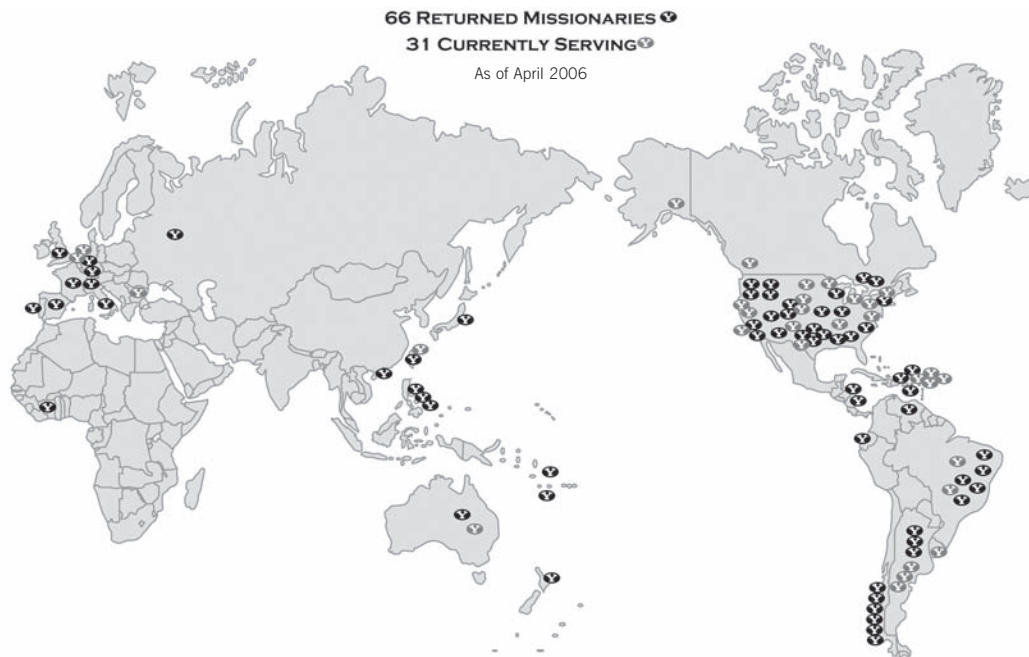 66 RETURNED MISSIONARIES Y
31 CURRENTLY SERVING Y
As of April 2006